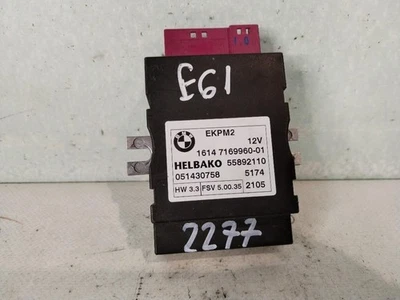 E61
BMW
EKPM2
12V
1614 7169960-01
HELBAKO 55892110
051430758 5174
HW 3.3 FSV 5.00.35 2105
2277